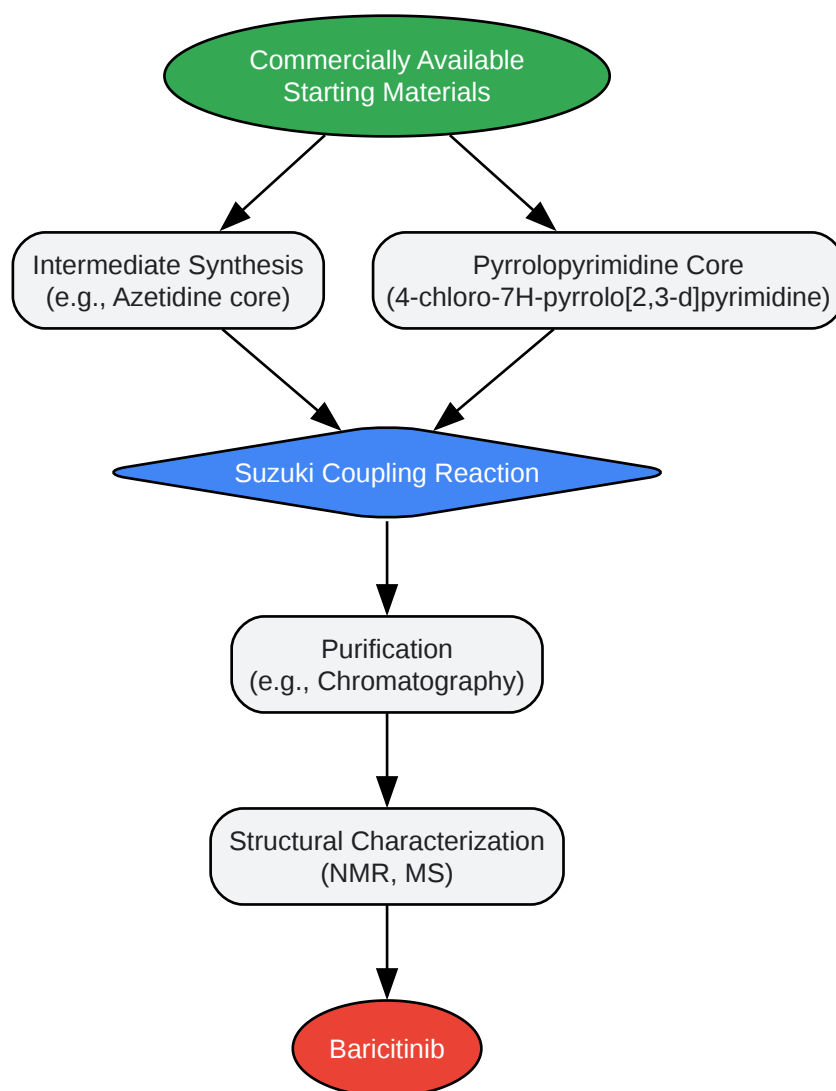 Commercially Available
Starting Materials
Intermediate Synthesis
(e.g., Azetidine core)
Pyrrolopyrimidine Core
(4-chloro-7H-pyrrolo[2,3-d]pyrimidine)
Suzuki Coupling Reaction
Purification
(e.g., Chromatography)
Structural Characterization
(NMR, MS)
Baricitinib